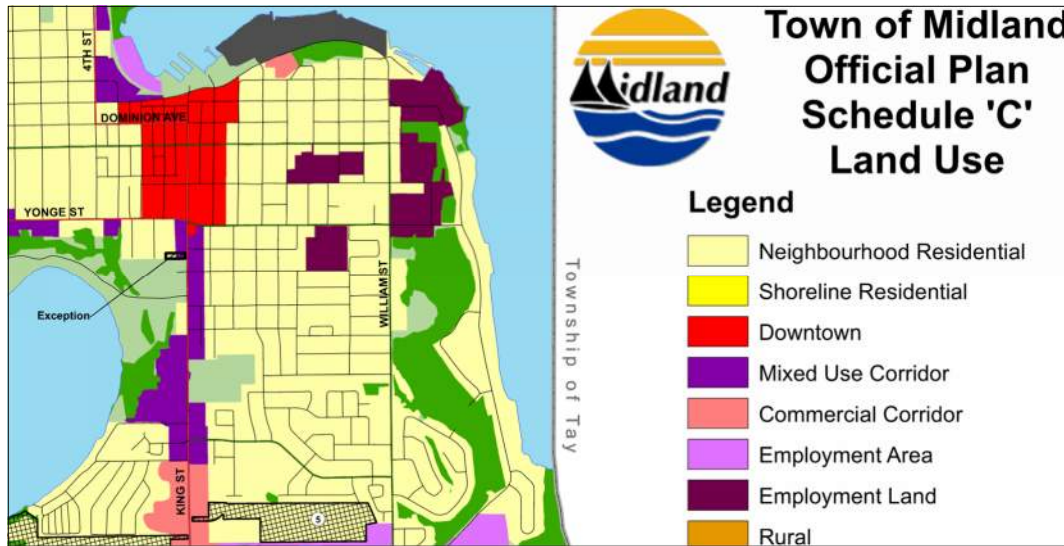 4TH ST
DOMINION AVE
YONGE ST
Exception
WILLIAM ST
KING ST
5
Township of Tay
Midland
Town of Midland
Official Plan
Schedule 'C'
Land Use
Legend
Neighbourhood Residential
Shoreline Residential
Downtown
Mixed Use Corridor
Commercial Corridor
Employment Area
Employment Land
Rural